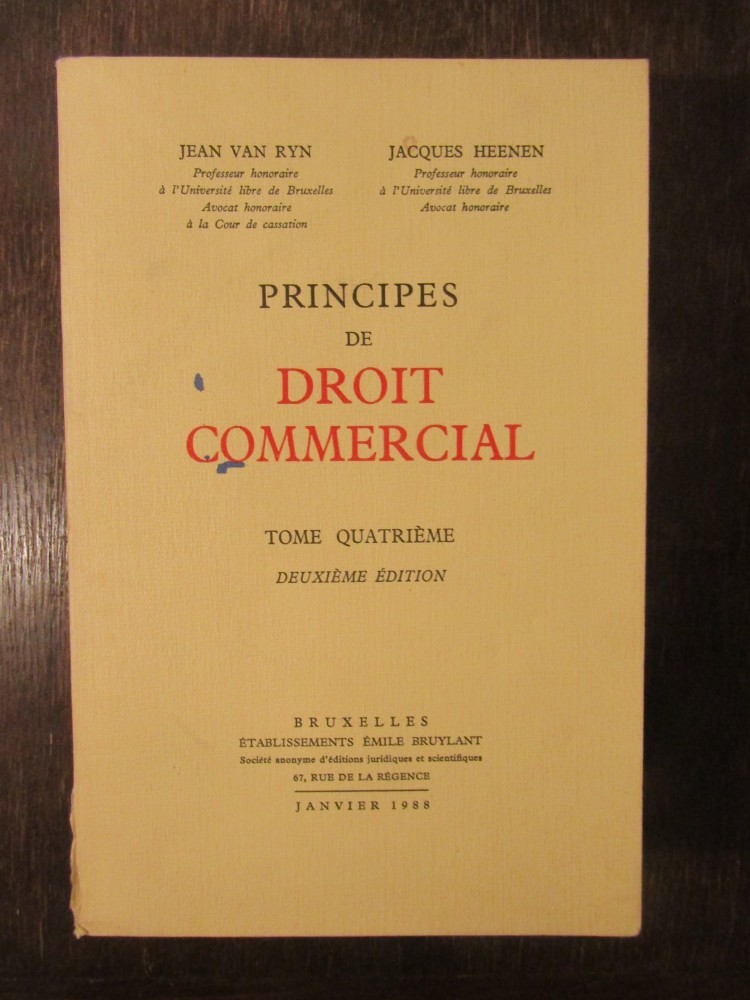 JEAN VAN RYN
Professeur honoraire
à l'Université libre de Bruxelles
Avocat honoraire
à la Cour de cassation
JACQUES HEENEN
Professeur honoraire
à l'Université libre de Bruxelles
Avocat honoraire
PRINCIPES
DE
DROIT
COMMERCIAL
TOME QUATRIÈME
DEUXIÈME ÉDITION
BRUXELLES
ÉTABLISSEMENTS ÉMILE BRUYLANT
Société anonyme d'éditions juridiques et scientifiques
67, RUE DE LA RÉGENCE
JANVIER 1988